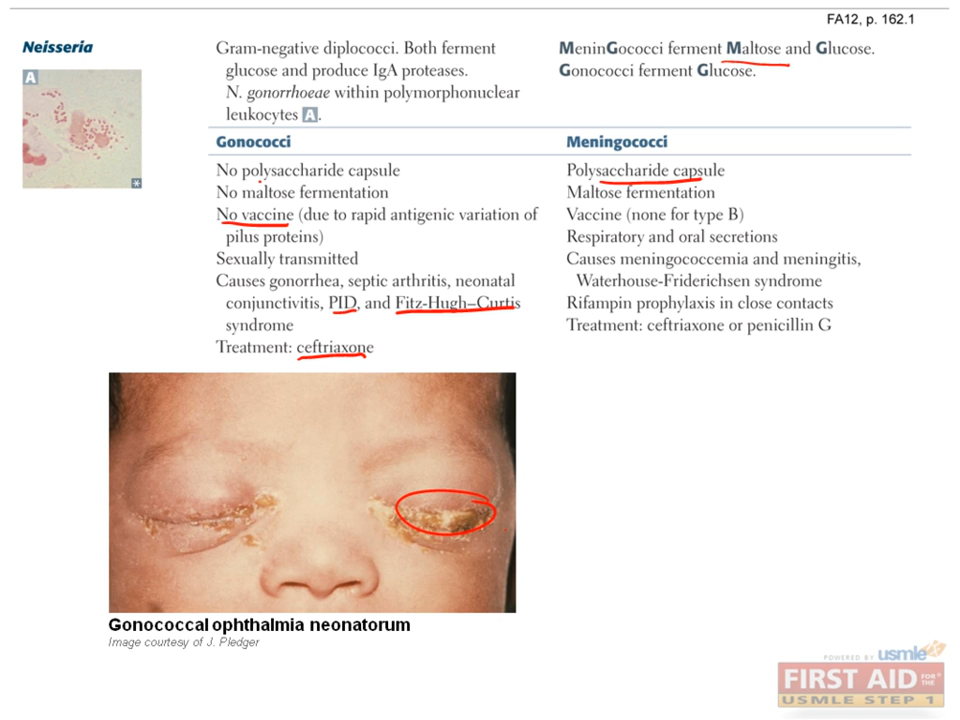 FA12, p. 162.1
Neisseria
A
Gram-negative diplococci. Both ferment
glucose and produce IgA proteases.
N. gonorrhoeae within polymorphonuclear
leukocytes A.
MeninGococci ferment Maltose and Glucose.
Gonococci ferment Glucose.
Gonococci
No polysaccharide capsule
No maltose fermentation
No vaccine (due to rapid antigenic variation of
pilus proteins)
Sexually transmitted
Causes gonorrhea, septic arthritis, neonatal
conjunctivitis, PID, and Fitz-Hugh–Curtis
syndrome
Treatment: ceftriaxone
Meningococci
Polysaccharide capsule
Maltose fermentation
Vaccine (none for type B)
Respiratory and oral secretions
Causes meningococcemia and meningitis,
Waterhouse-Friderichsen syndrome
Rifampin prophylaxis in close contacts
Treatment: ceftriaxone or penicillin G
Gonococcal ophthalmia neonatorum
Image courtesy of J. Pledger
POWERED BY usmle
FIRST AID FOR THE®
USMLE STEP 1